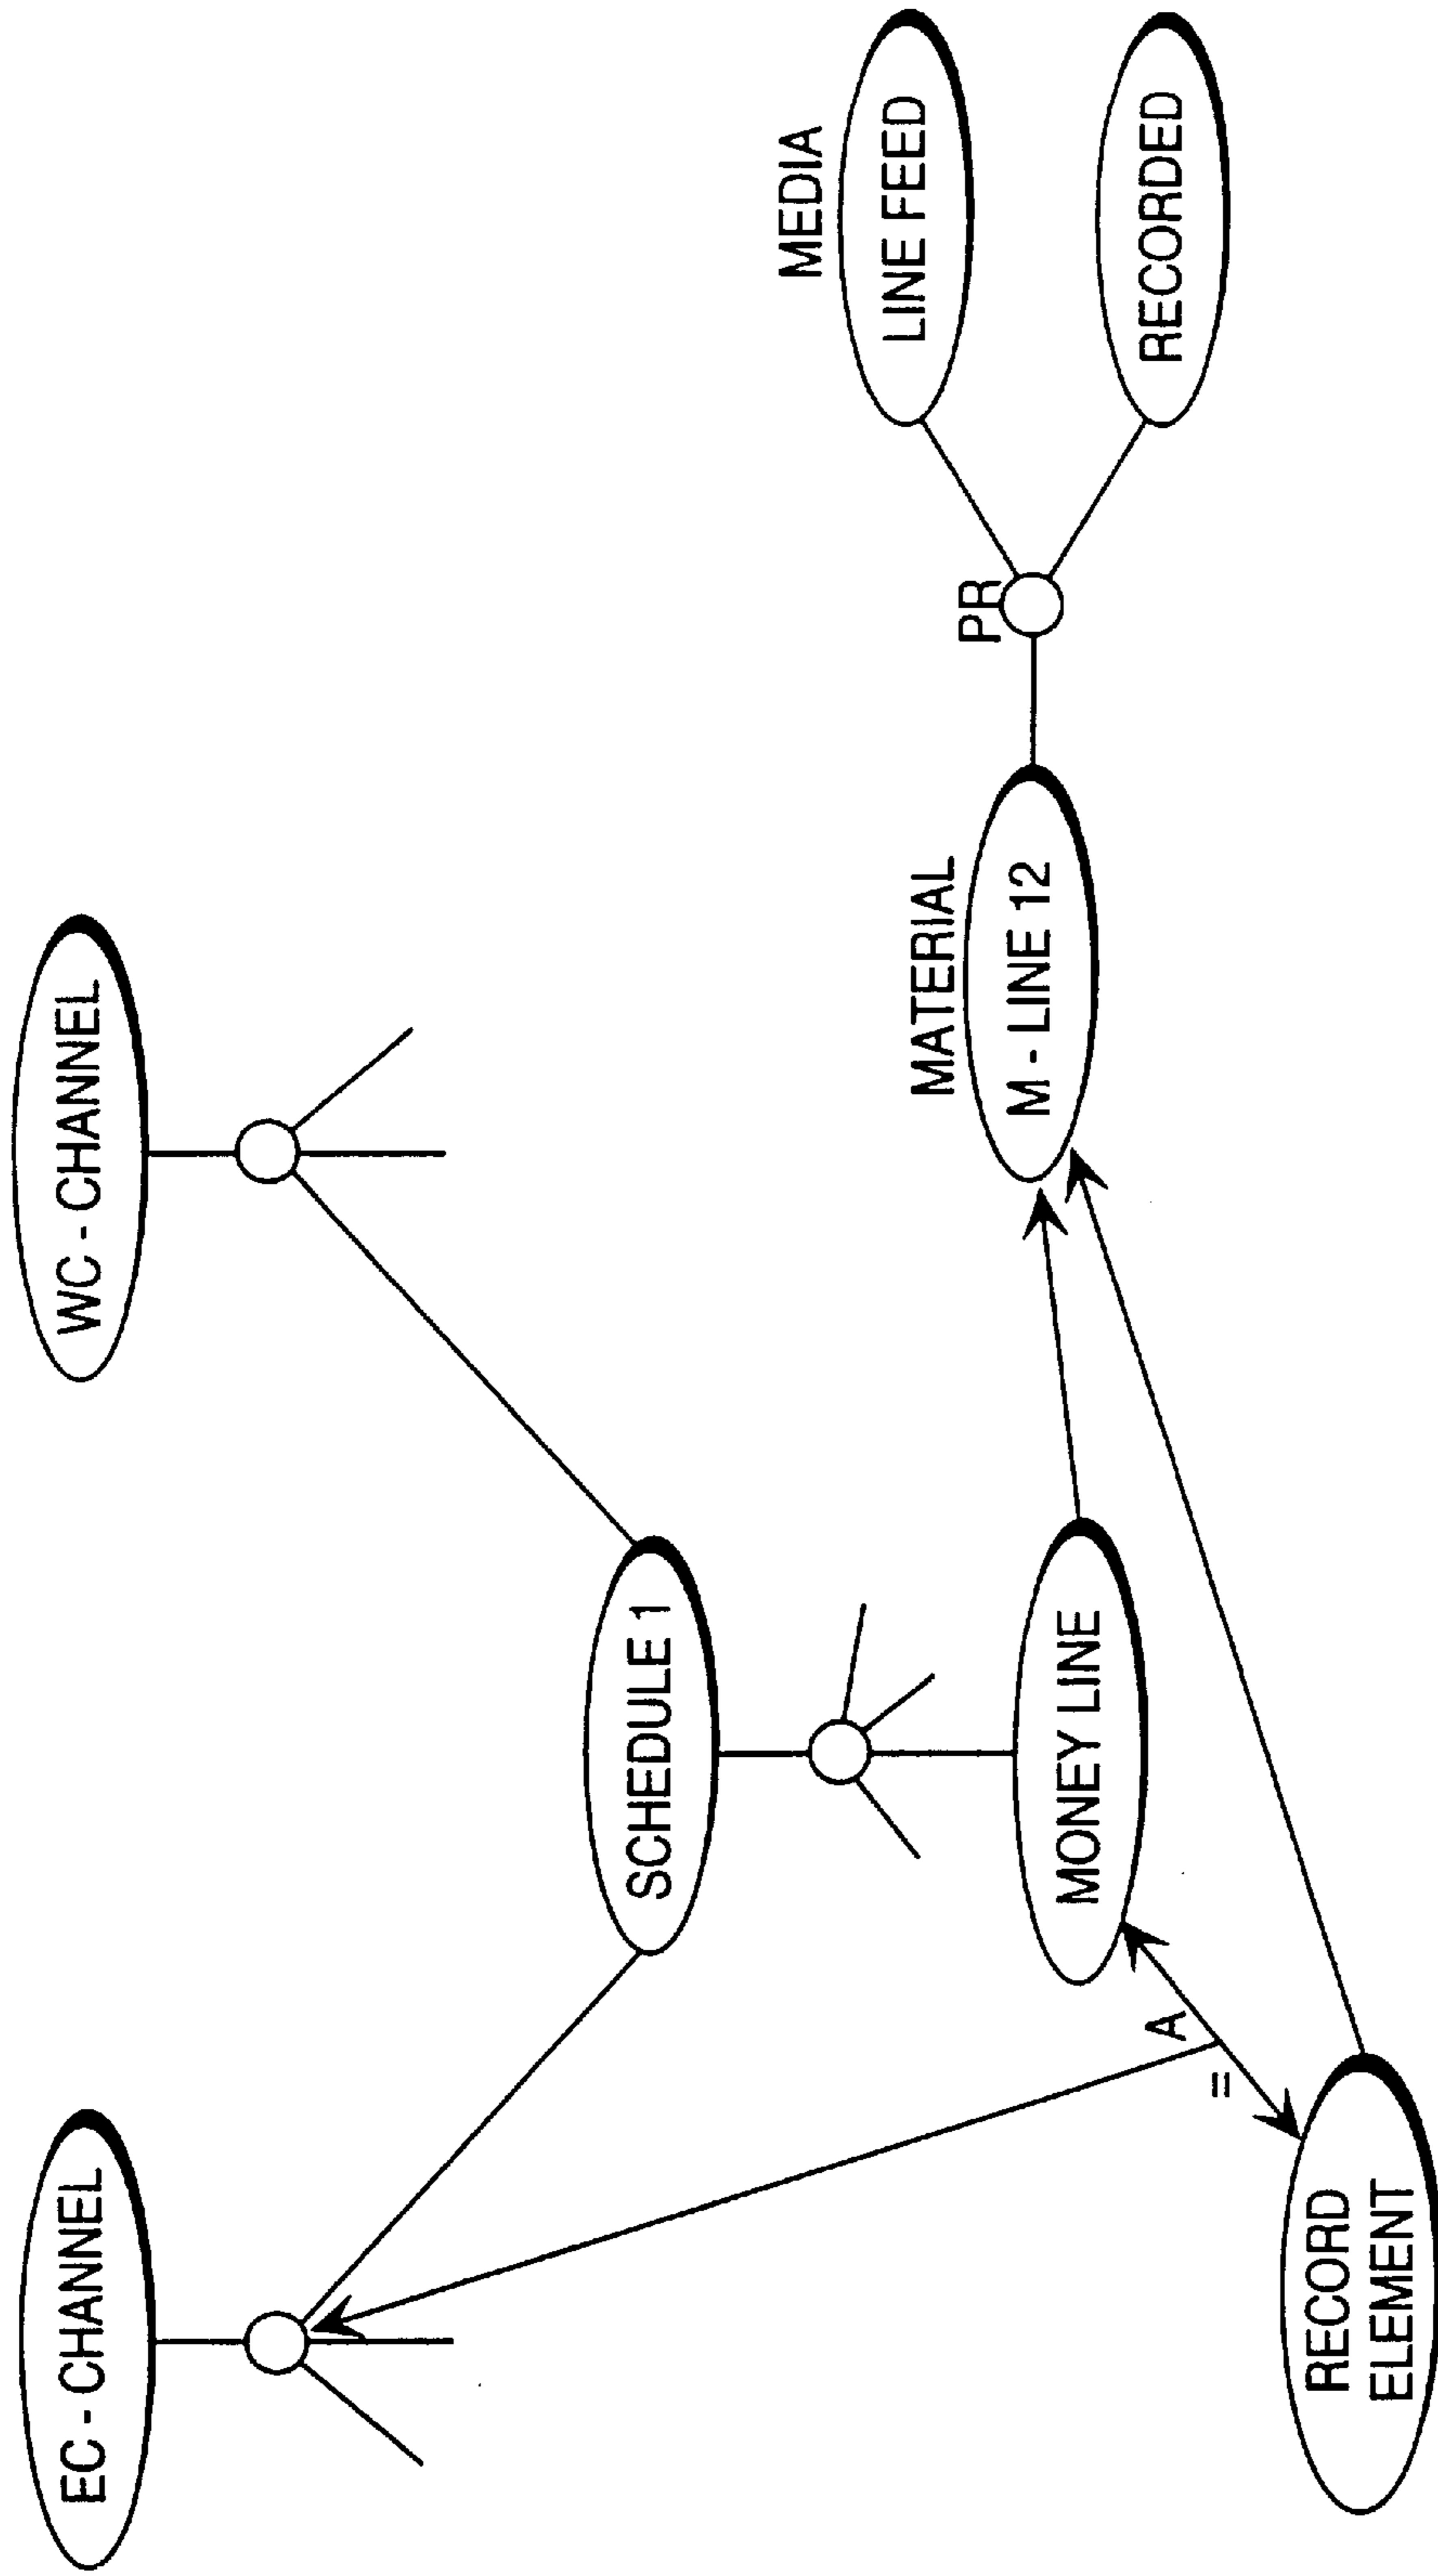 EC - CHANNEL
WC - CHANNEL
SCHEDULE 1
MEDIA
LINE FEED
PR
MATERIAL
M - LINE 12
MONEY LINE
RECORDED
A
=
RECORD
ELEMENT